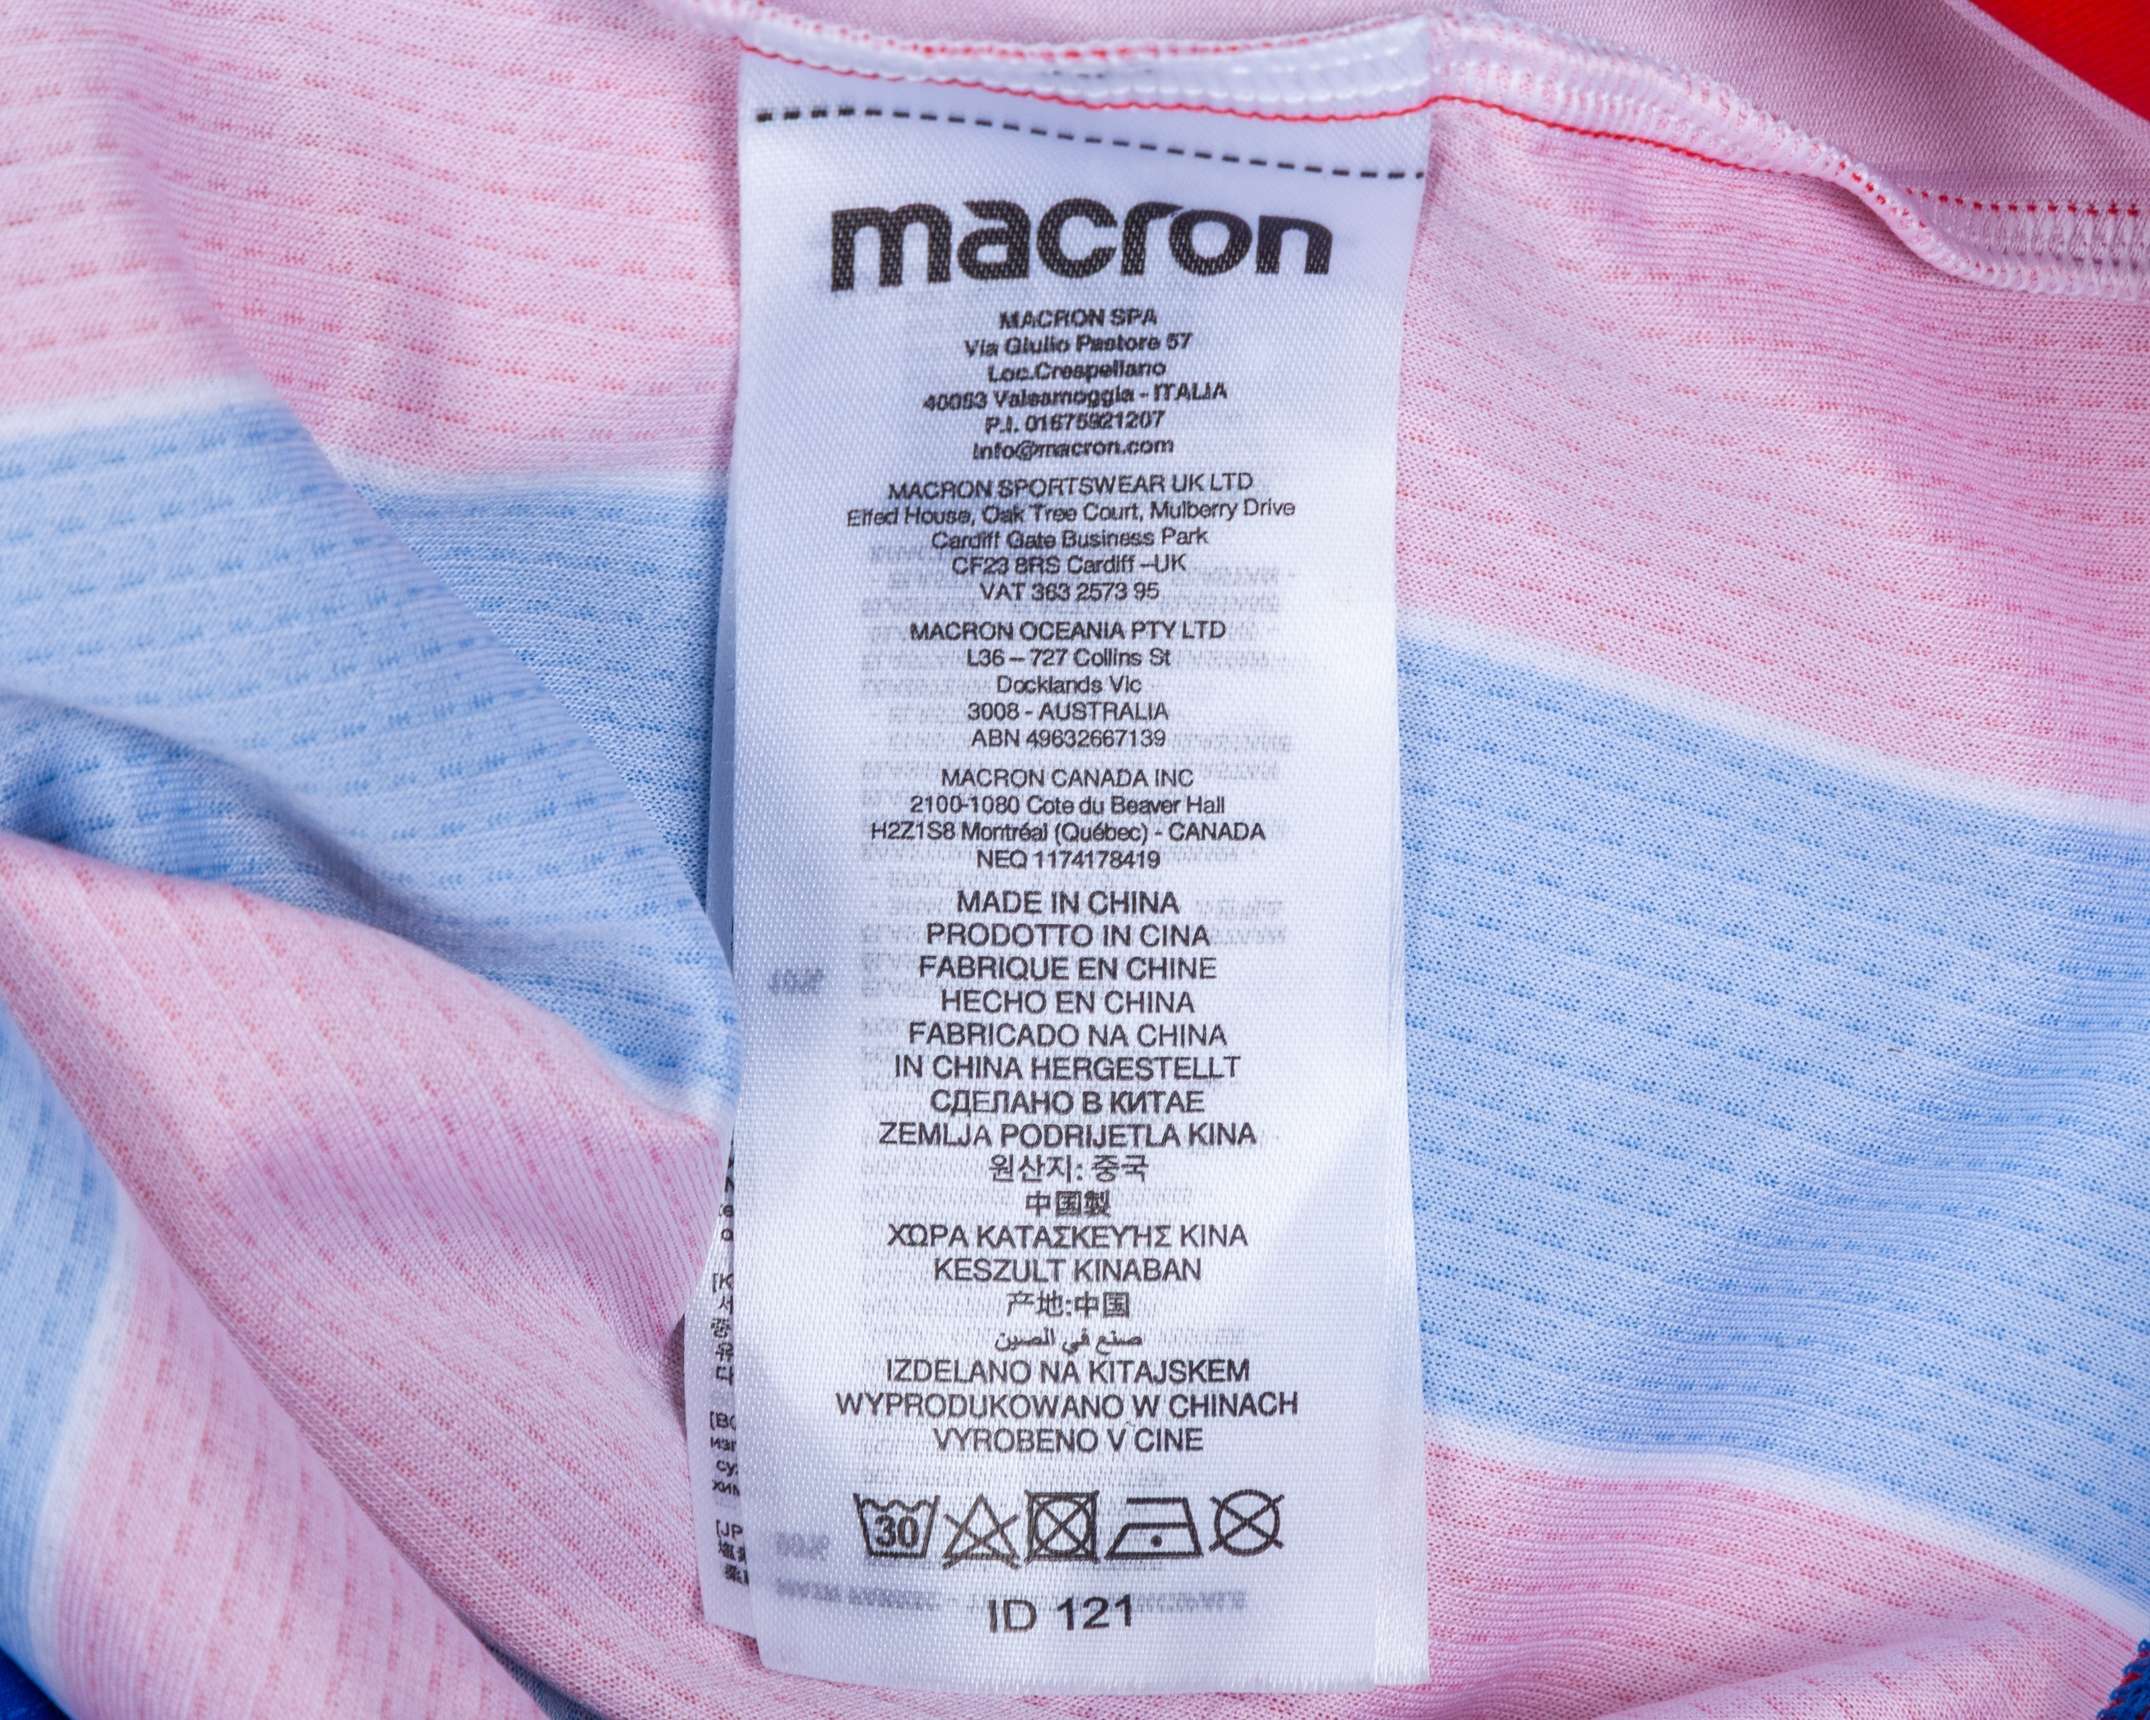 macron
MACRON SPA
Via Giulio Pastore 57
Loc.Crespellano
40053 Valsamoggia - ITALIA
P.I. 01675921207
info@macron.com
MACRON SPORTSWEAR UK LTD
Elfed House, Oak Tree Court, Mulberry Drive
Cardiff Gate Business Park
CF23 8RS Cardiff –UK
VAT 363 2573 95
MACRON OCEANIA PTY LTD
L36 – 727 Collins St
Docklands Vic
3008 - AUSTRALIA
ABN 49632667139
MACRON CANADA INC
2100-1080 Cote du Beaver Hall
H2Z1S8 Montréal (Québec) - CANADA
NEQ 1174178419
MADE IN CHINA
PRODOTTO IN CINA
FABRIQUE EN CHINE
HECHO EN CHINA
FABRICADO NA CHINA
IN CHINA HERGESTELLT
СДЕЛАНО В КИТАЕ
ZEMLJA PODRIJETLA KINA
원산지: 중국
中国製
ΧΏΡΑ ΚΑΤΑΣΚΕΥΉΣ ΚΙΝΑ
KESZULT KINABAN
产地:中国
صنع في الصين
IZDELANO NA KITAJSKEM
WYPRODUKOWANO W CHINACH
VYROBENO V CINE
30
ID 121